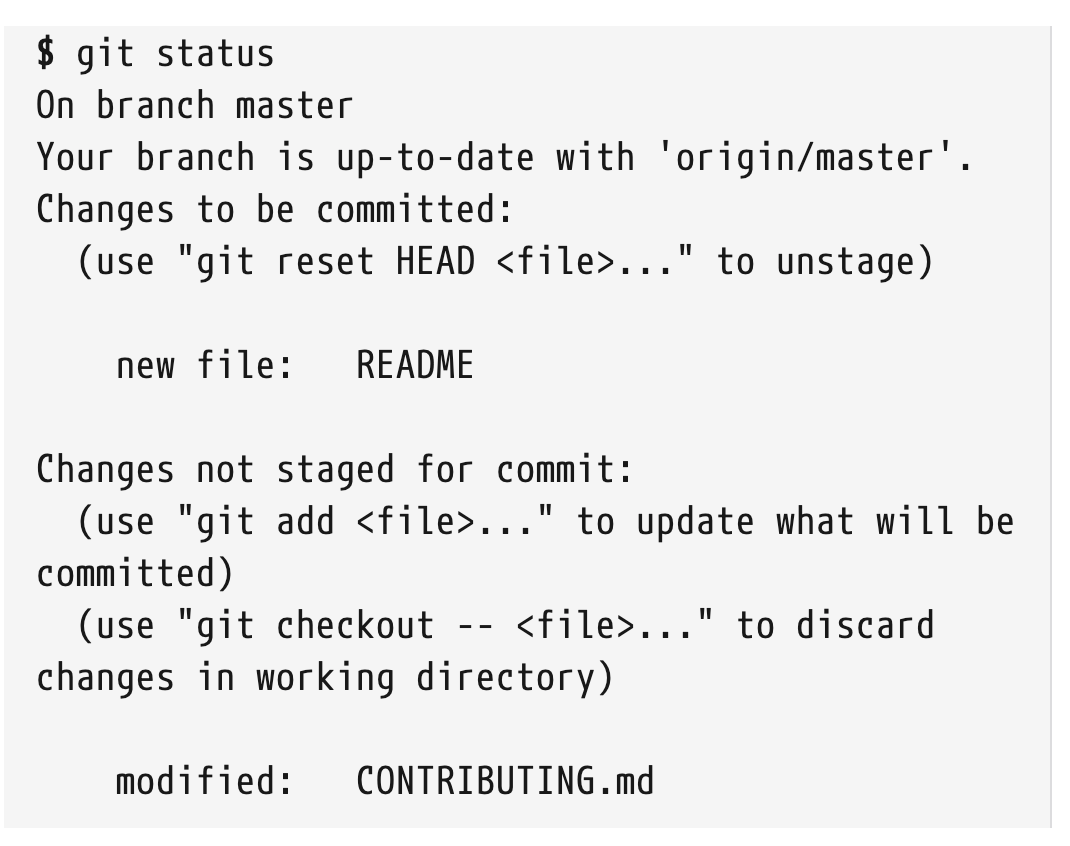 $ git status
On branch master
Your branch is up-to-date with 'origin/master'.
Changes to be committed:
  (use "git reset HEAD <file>..." to unstage)

    new file:   README

Changes not staged for commit:
  (use "git add <file>..." to update what will be
committed)
  (use "git checkout -- <file>..." to discard
changes in working directory)

    modified:   CONTRIBUTING.md